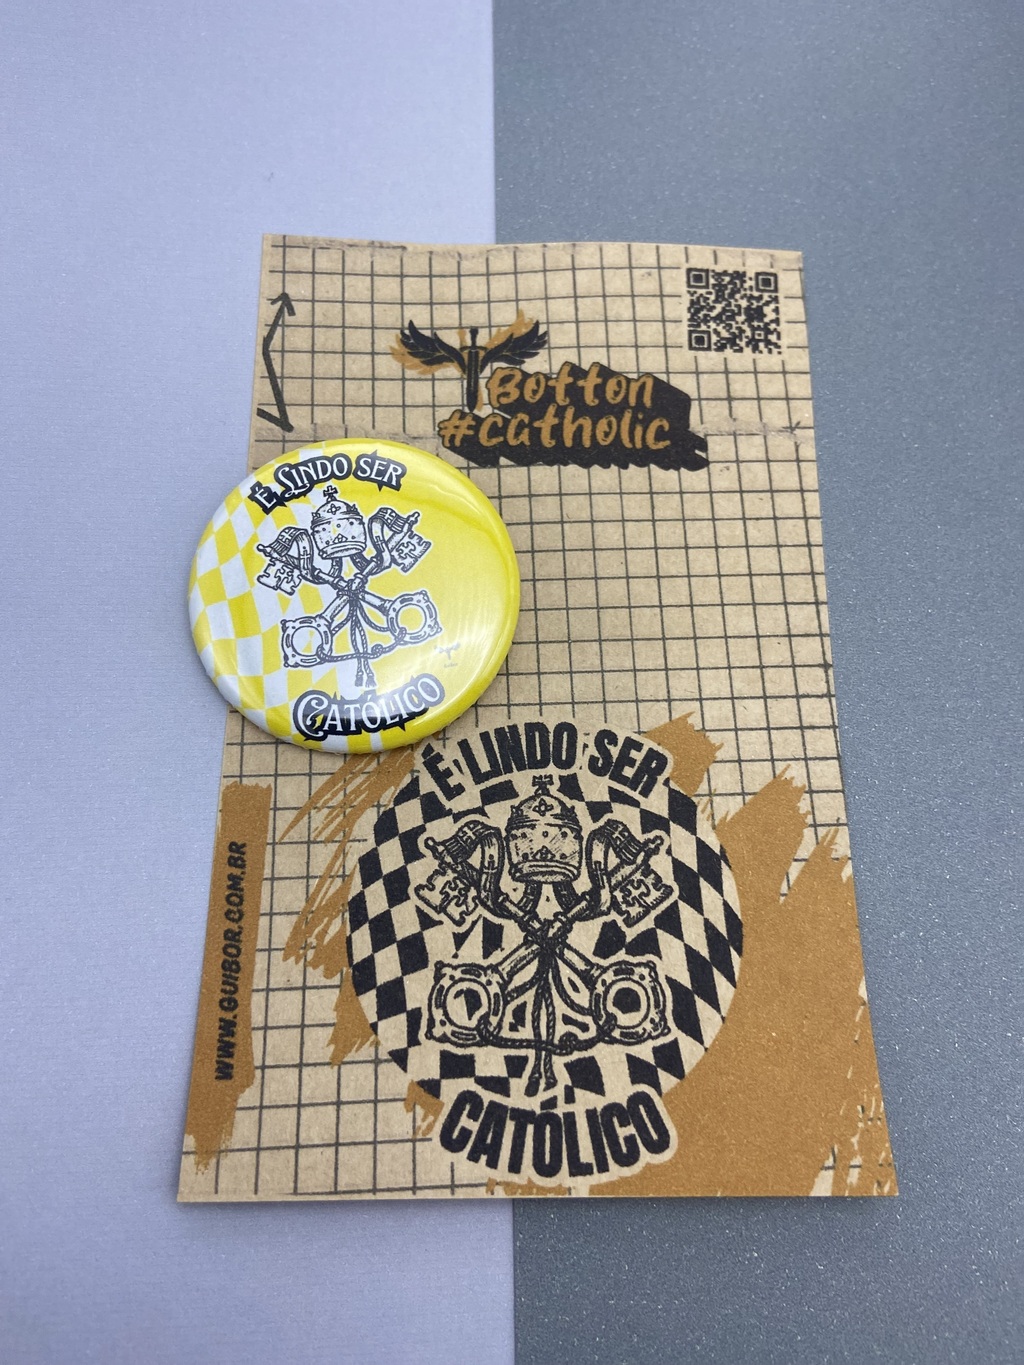 Botton
#catholic
É LINDO SER
CATÓLICO
É LINDO SER
CATÓLICO
WWW.GUIBOR.COM.BR